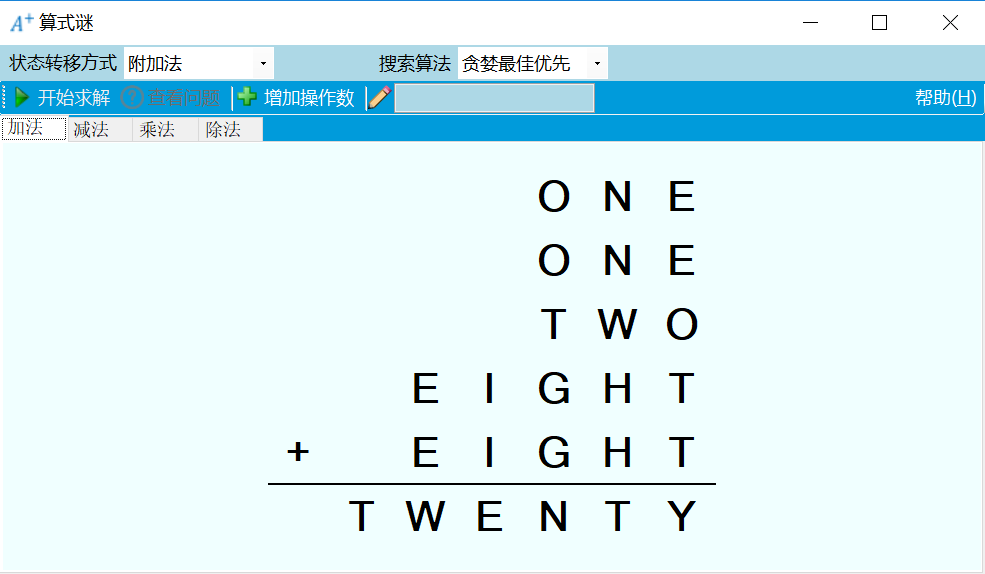 A+ 算式谜
状态转移方式 附加法 搜索算法 贪婪最佳优先
开始求解 查看问题 增加操作数 帮助(H)
加法 减法 乘法 除法
O N E
O N E
T W O
E I G H T
+ E I G H T
T W E N T Y